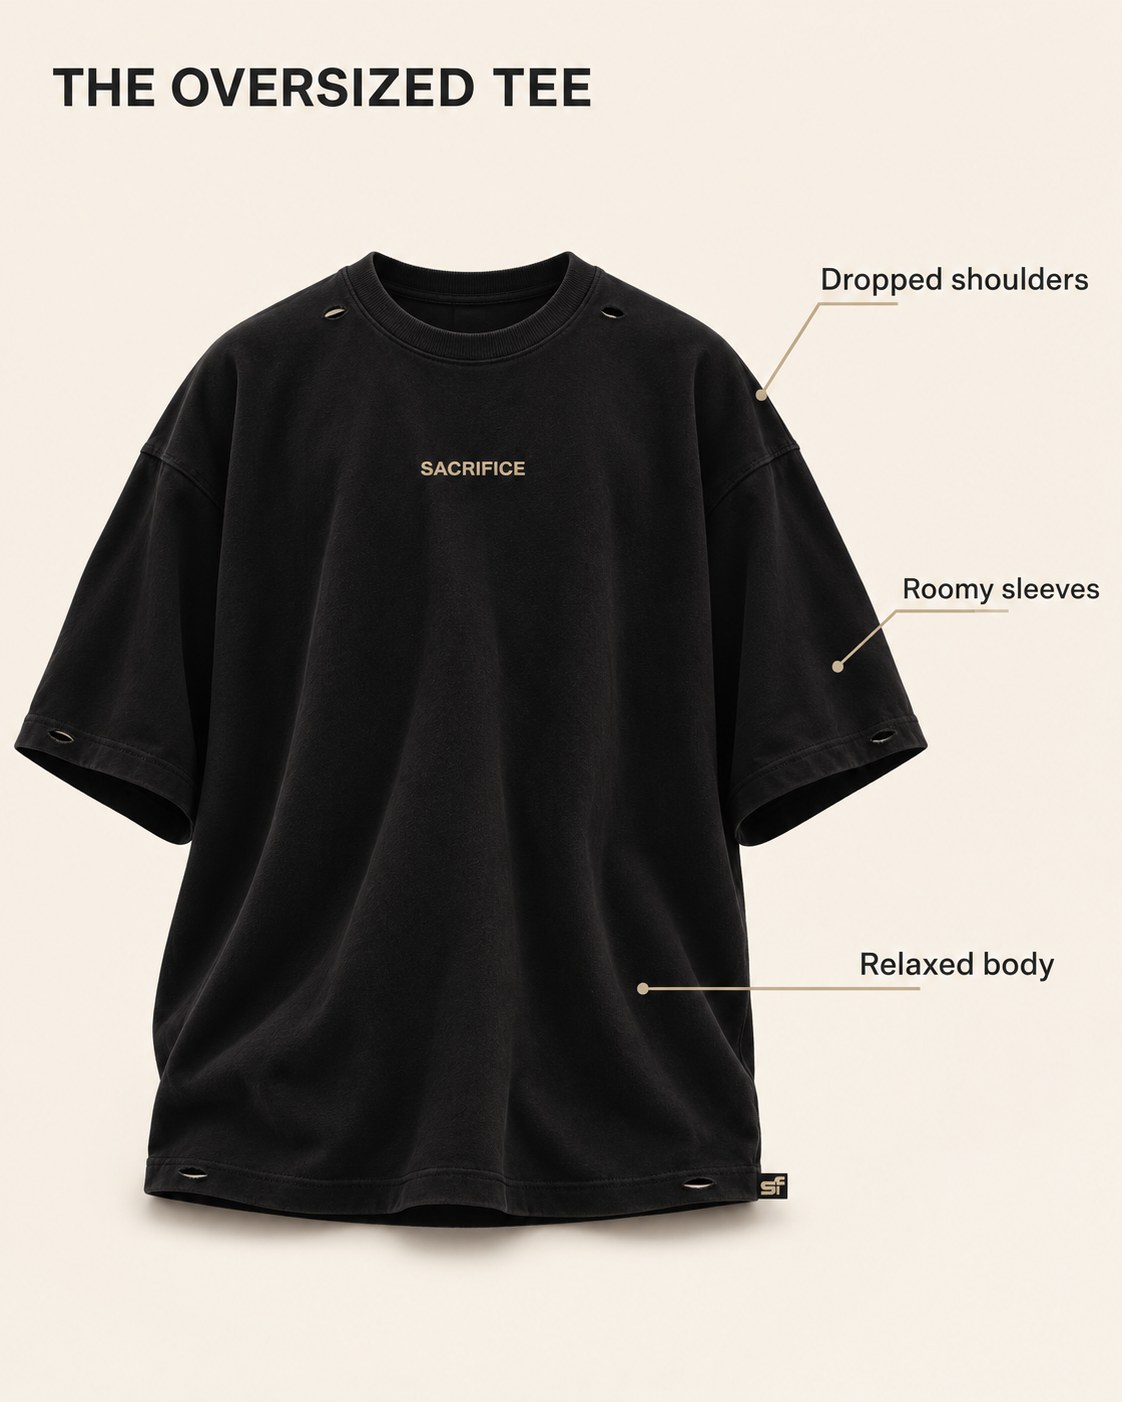 THE OVERSIZED TEE
Dropped shoulders
SACRIFICE
Roomy sleeves
Relaxed body
sf